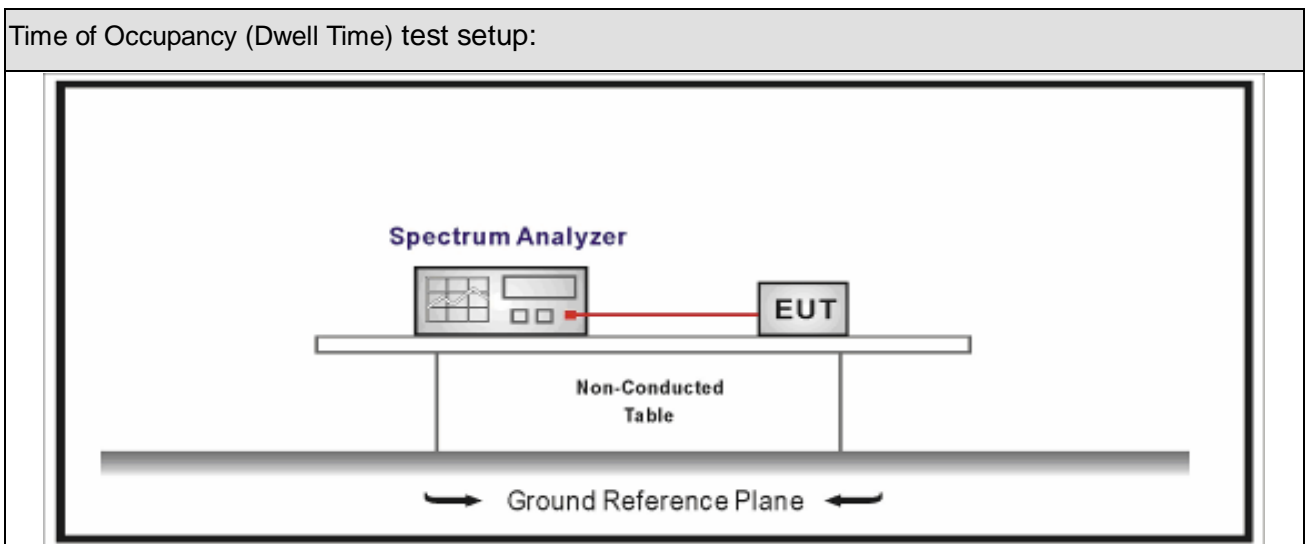 Time of Occupancy (Dwell Time) test setup:
Spectrum Analyzer
EUT
Non-Conducted
Table
Ground Reference Plane